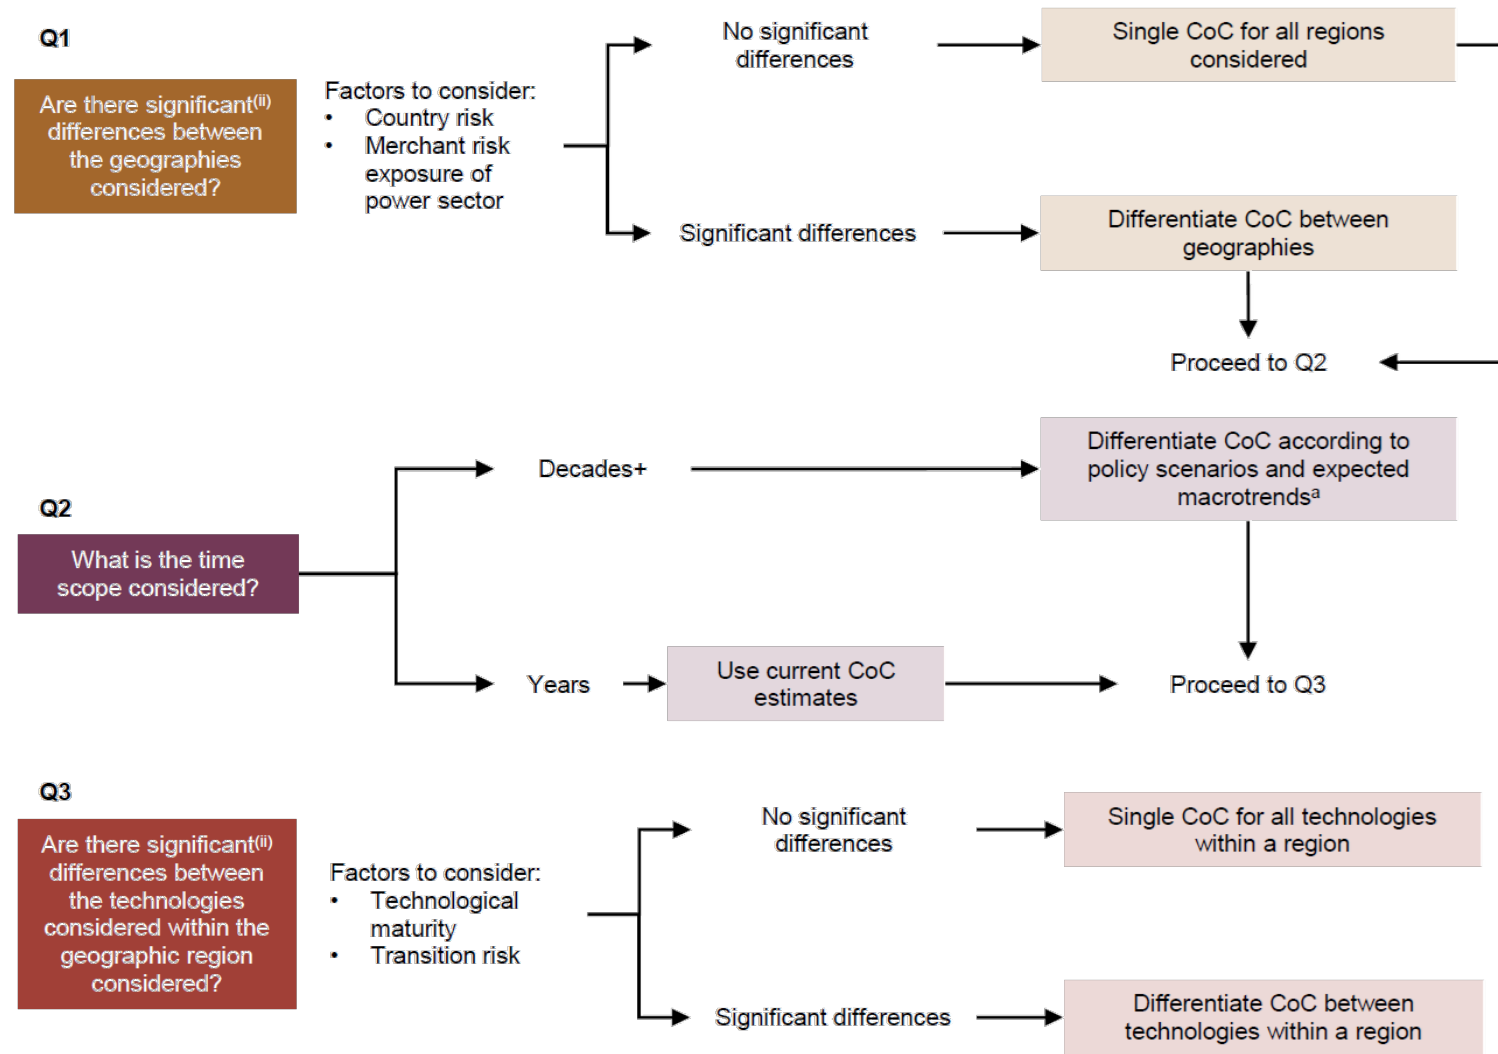 Q1
Are there significant(ii)
differences between
the geographies
considered?
Factors to consider:
• Country risk
• Merchant risk
exposure of
power sector
No significant
differences
Single CoC for all regions
considered
Significant differences
Differentiate CoC between
geographies
Proceed to Q2
Q2
What is the time
scope considered?
Decades+
Differentiate CoC according to
policy scenarios and expected
macrotrendsa
Years
Use current CoC
estimates
Proceed to Q3
Q3
Are there significant(ii)
differences between
the technologies
considered within the
geographic region
considered?
Factors to consider:
• Technological
maturity
• Transition risk
No significant
differences
Single CoC for all technologies
within a region
Significant differences
Differentiate CoC between
technologies within a region